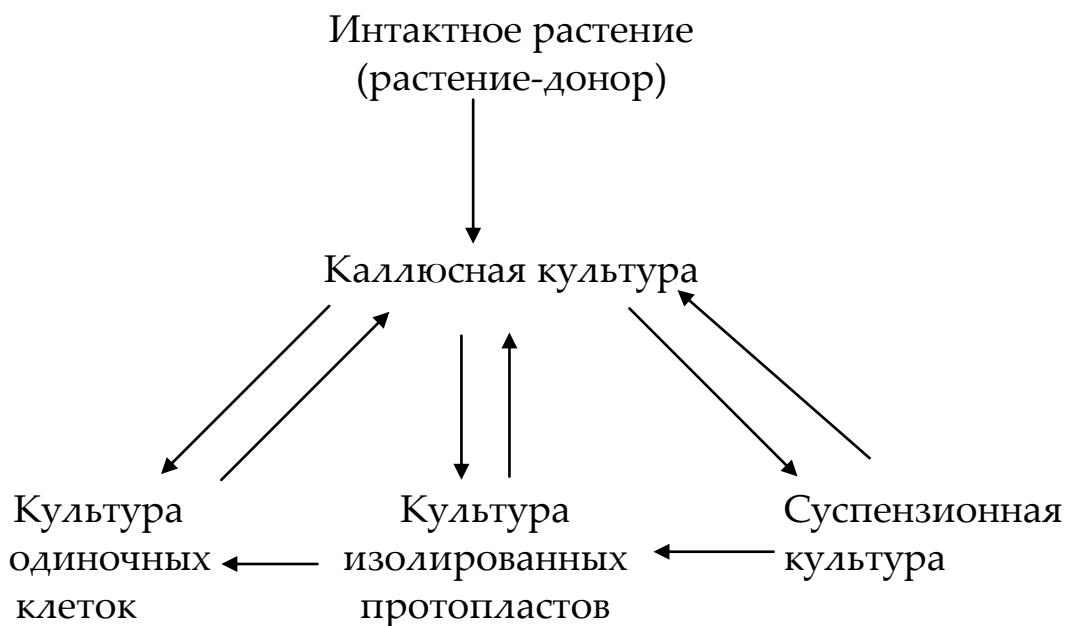 Интактное растение
(растение-донор)
Каллюсная культура
Культура
одиночных
клеток
Культура
изолированных
протопластов
Суспензионная
культура